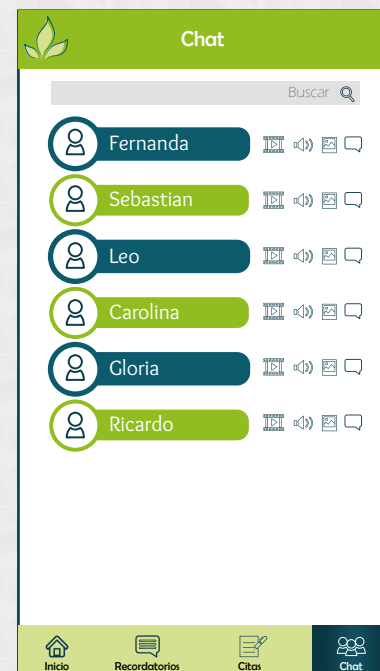 Chat
Buscar
Fernanda
Sebastian
Leo
Carolina
Gloria
Ricardo
Inicio Recordatorios Citas Chat